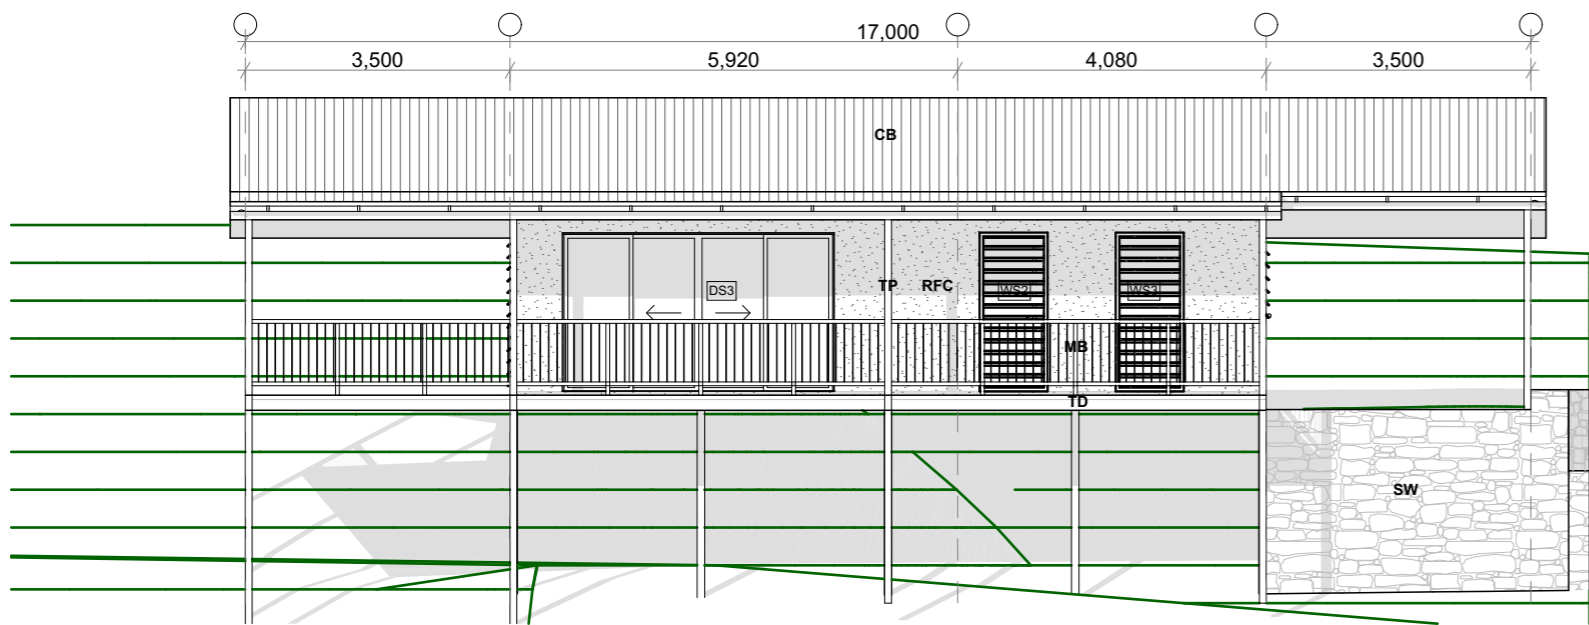 17,000
3,500 5,920 4,080 3,500
CB
TP RFC
DS3 WS2 WS3
MB
TD
SW